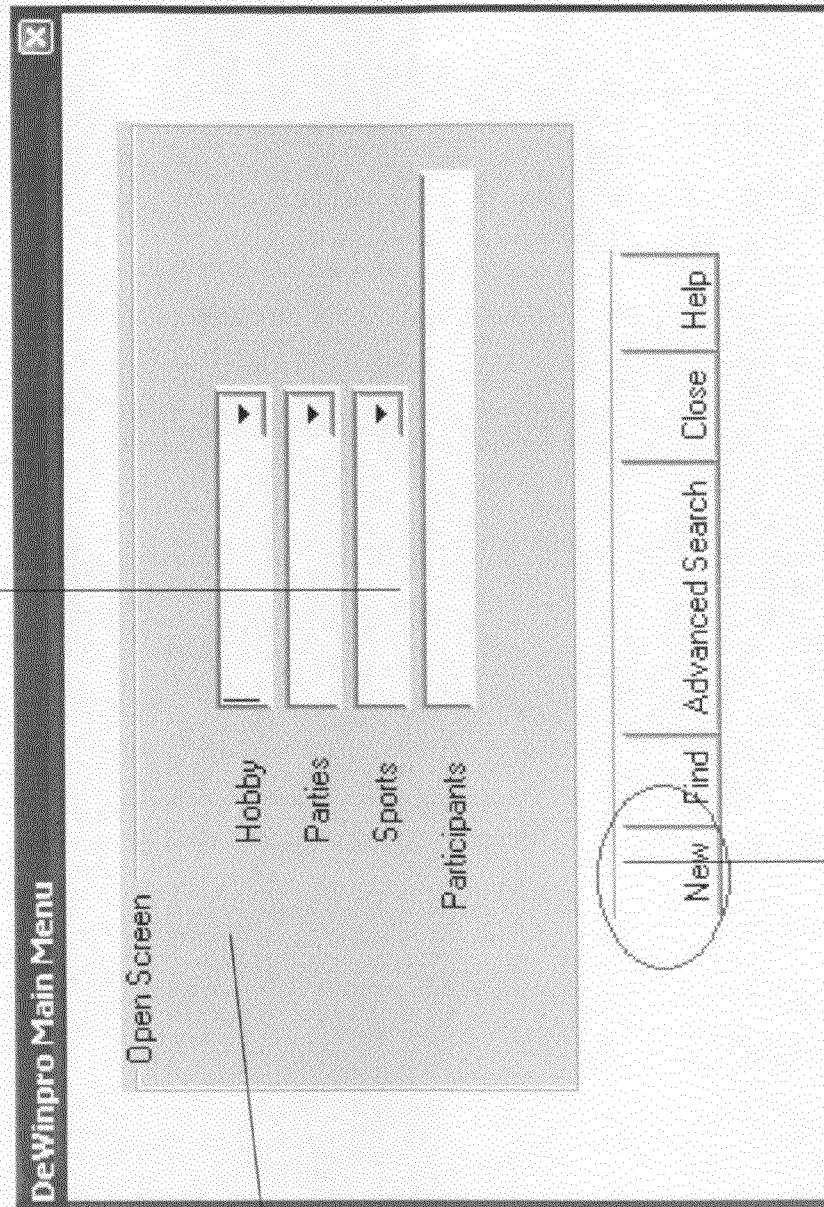 DeWinpro Main Menu
Open Screen
Hobby
Parties
Sports
Participants
New Find Advanced Search Close Help